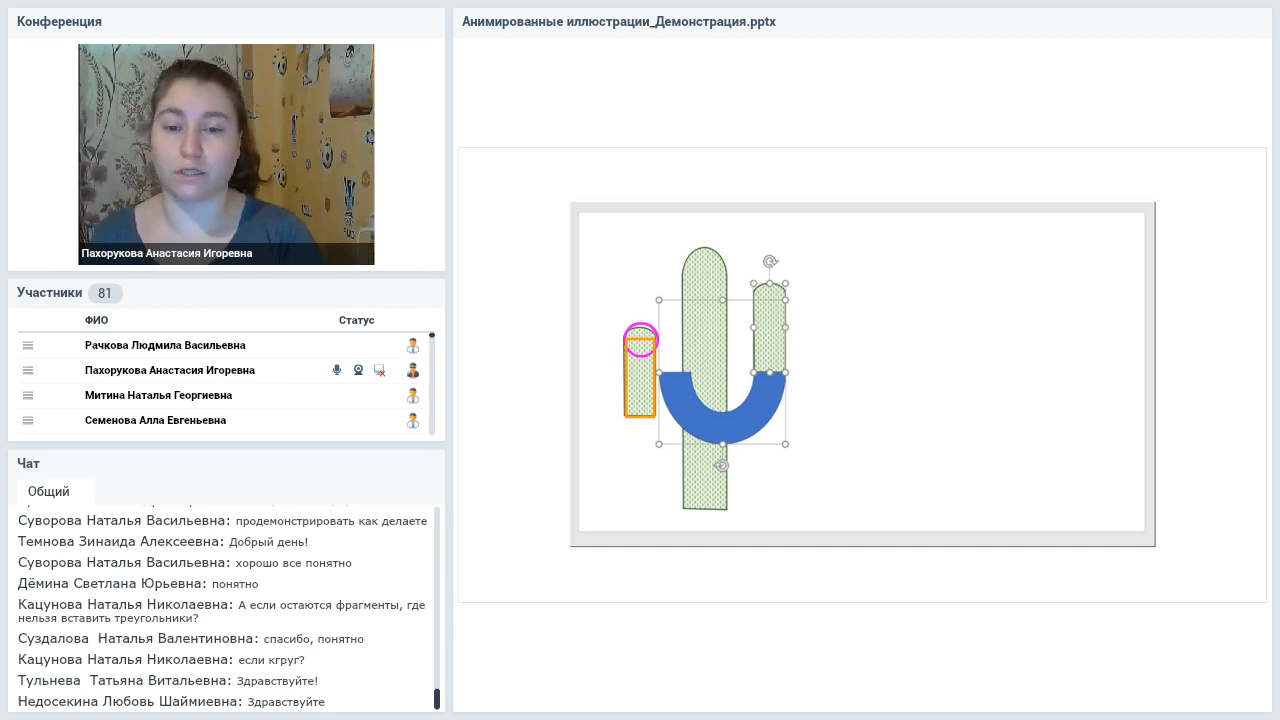 Конференция
Пахорукова Анастасия Игоревна
Участники 81
ФИО Статус
Рачкова Людмила Васильевна
Пахорукова Анастасия Игоревна
Митина Наталья Георгиевна
Семенова Алла Евгеньевна
Чат
Общий
Суворова Наталья Васильевна: продемонстрировать как делаете
Темнова Зинаида Алексеевна: Добрый день!
Суворова Наталья Васильевна: хорошо все понятно
Дёмина Светлана Юрьевна: понятно
Кацунова Наталья Николаевна: А если остаются фрагменты, где
нельзя вставить треугольники?
Суздалова Наталья Валентиновна: спасибо, понятно
Кацунова Наталья Николаевна: если кгруг?
Тульнева Татьяна Витальевна: Здравствуйте!
Недосекина Любовь Шаймиевна: Здравствуйте
Анимированные иллюстрации_Демонстрация.pptx